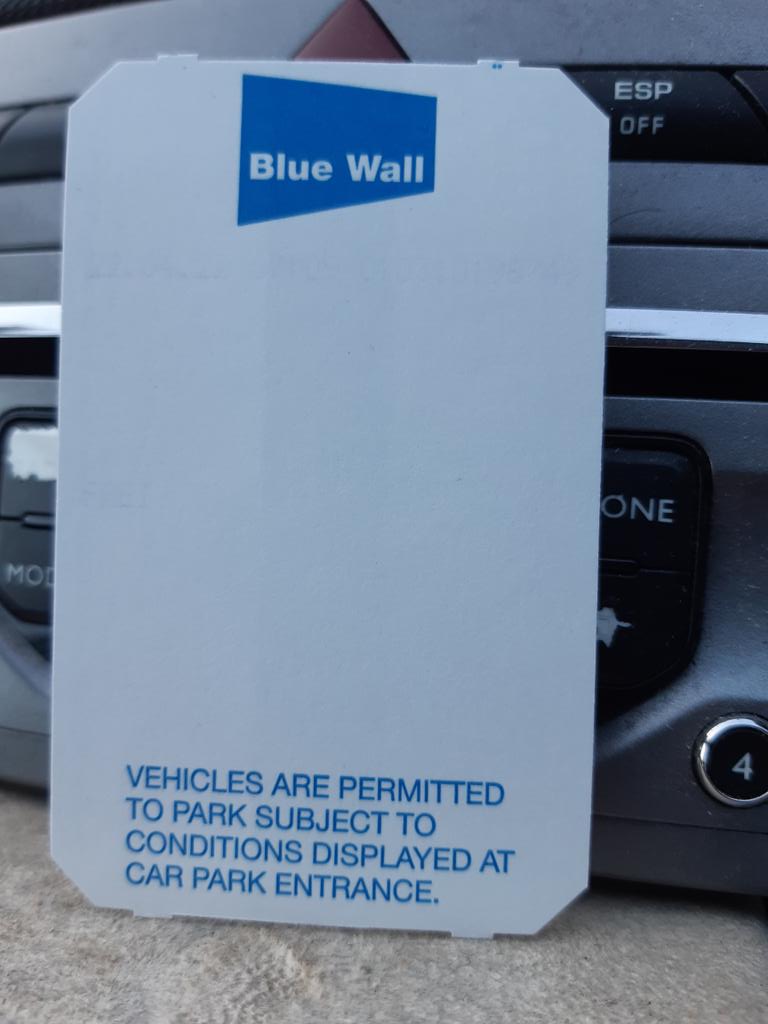 ESP
OFF
Blue Wall
ONE
MOD
4
VEHICLES ARE PERMITTED
TO PARK SUBJECT TO
CONDITIONS DISPLAYED AT
CAR PARK ENTRANCE.